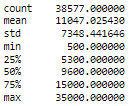 count 38577.000000
mean 11047.025430
std 7348.441646
min 500.000000
25% 5300.000000
50% 9600.000000
75% 15000.000000
max 35000.000000